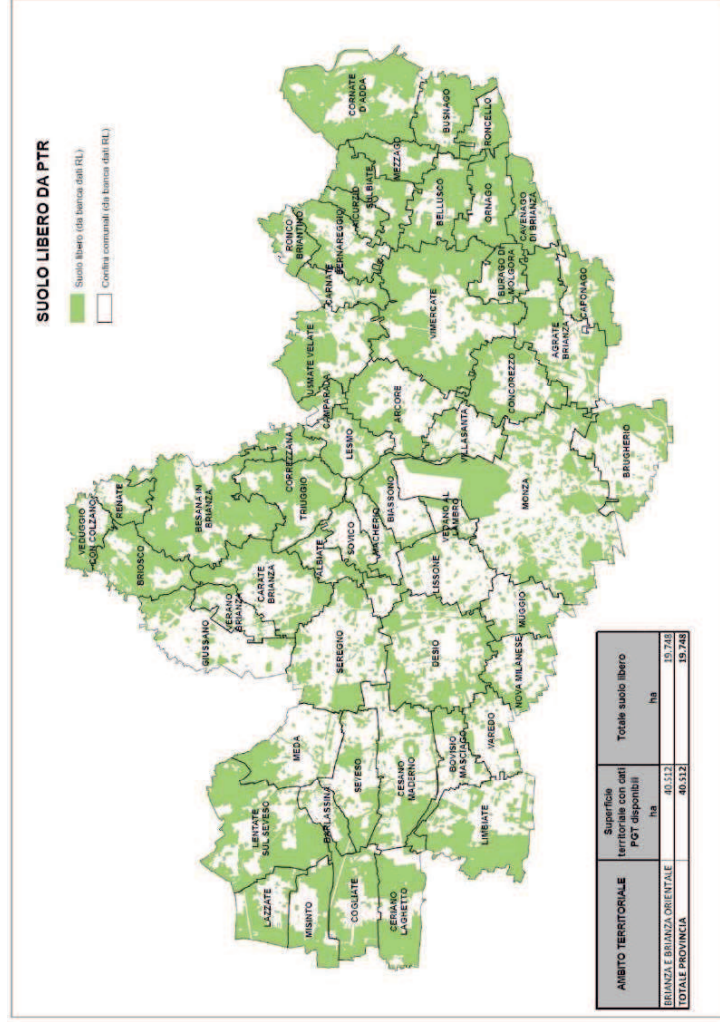 SUOLO LIBERO DA PTR
Suolo libero (da banca dati RL)
Confini comunali (da banca dati RL)
VEDUGGIO
CON COLZANO
RENATE
BRIOSCO
BESANA IN
BRIANZA
GIUSSANO
VERANO
BRIANZA
CARATE
BRIANZA
CORREZZANA
TRIUGGIO
ALBIATE
SOVICO
MACHERIO
BIASSONO
LESMO
CAMPARADA
USMATE VELATE
CARNATE
RONCO
BRIANTINO
BERNAREGGIO
AICURZIO
SULBIATE
MEZZAGO
CORNATE
D'ADDA
BUSNAGO
RONCELLO
BELLUSCO
ORNAGO
CAVENAGO
DI BRIANZA
VIMERCATE
BURAGO DI
MOLGORA
ARCORE
VILLASANTA
CONCOREZZO
AGRATE
BRIANZA
CAPONAGO
BRUGHERIO
MONZA
VEDANO AL
LAMBRO
LISSONE
MUGGIO
NOVA MILANESE
DESIO
SEREGNO
MEDA
LENTATE
SUL SEVESO
BARLASSINA
SEVESO
CESANO
MADERNO
BOVISIO
MASCIAGO
VAREDO
LIMBIATE
LAZZATE
MISINTO
COGLIATE
CERIANO
LAGHETTO
AMBITO TERRITORIALE
Superficie
territoriale con dati
PGT disponibili
Totale suolo libero
ha ha
BRIANZA E BRIANZA ORIENTALE 40.512 19.748
TOTALE PROVINCIA 40.512 19.748